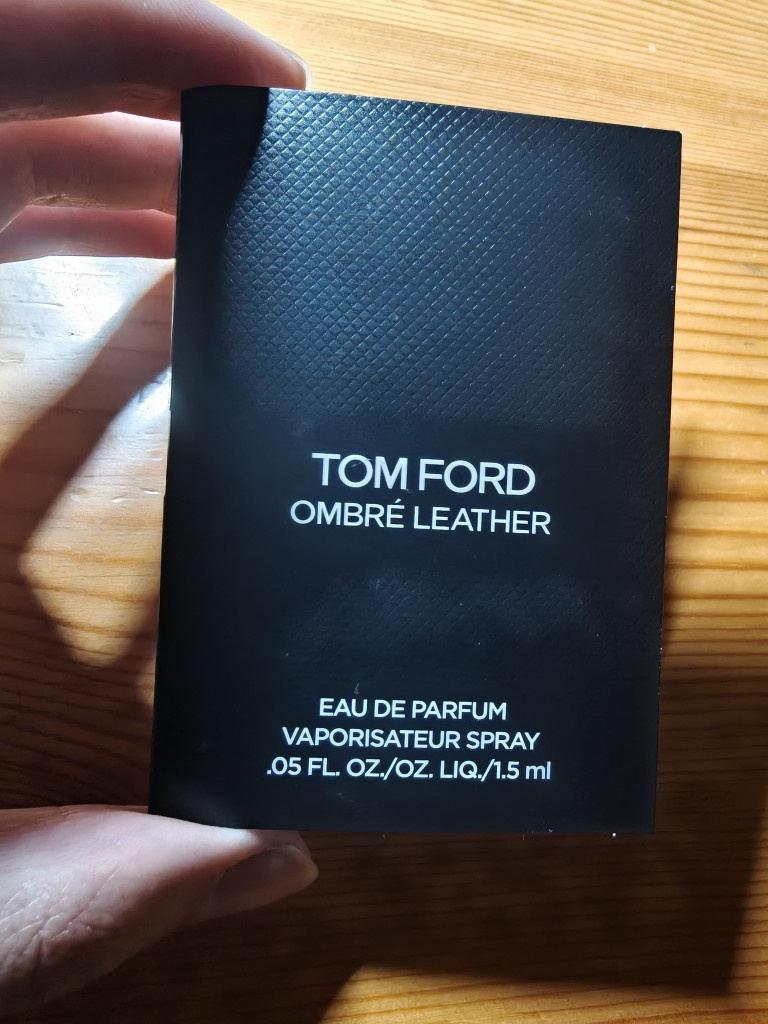 TOM FORD
OMBRÉ LEATHER
EAU DE PARFUM
VAPORISATEUR SPRAY
.05 FL. OZ./OZ. LIQ./1.5 ml